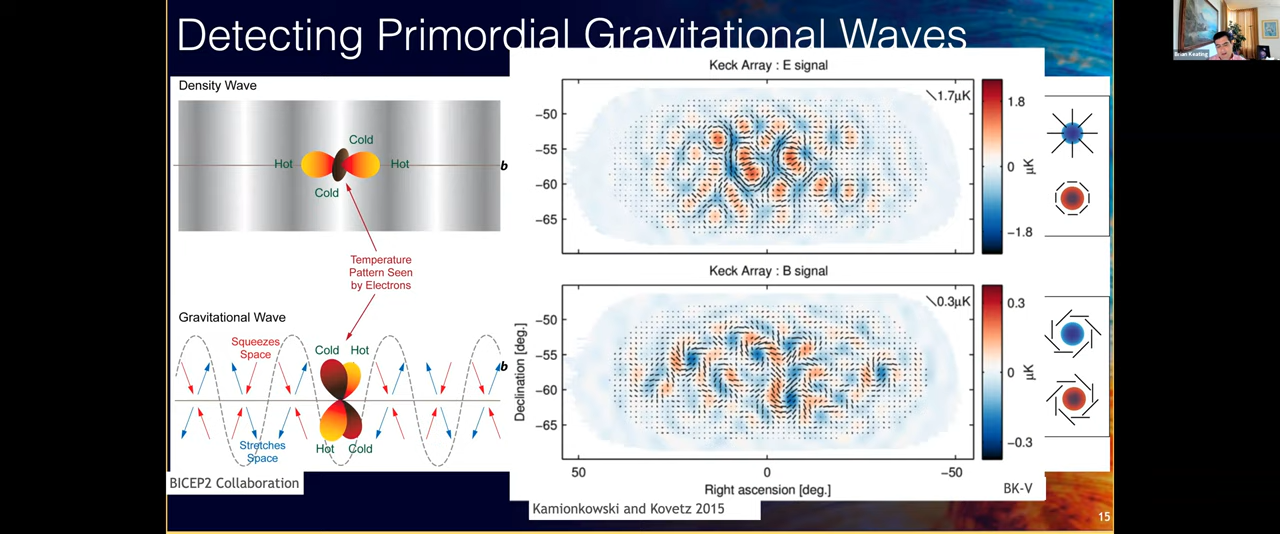 Detecting Primordial Gravitational Waves
Brian Keating
Density Wave
Cold
Hot
Hot
b
Cold
Temperature
Pattern Seen
by Electrons
Gravitational Wave
Squeezes
Space
Cold
Hot
b
Stretches
Space
Hot
Cold
BICEP2 Collaboration
Keck Array : E signal
1.7µK
−50
−55
−60
−65
1.8
0
−1.8
µK
Keck Array : B signal
0.3µK
−50
−55
−60
−65
Declination [deg.]
0.3
0
−0.3
µK
50
0
−50
Right ascension [deg.]
BK-V
Kamionkowski and Kovetz 2015
15